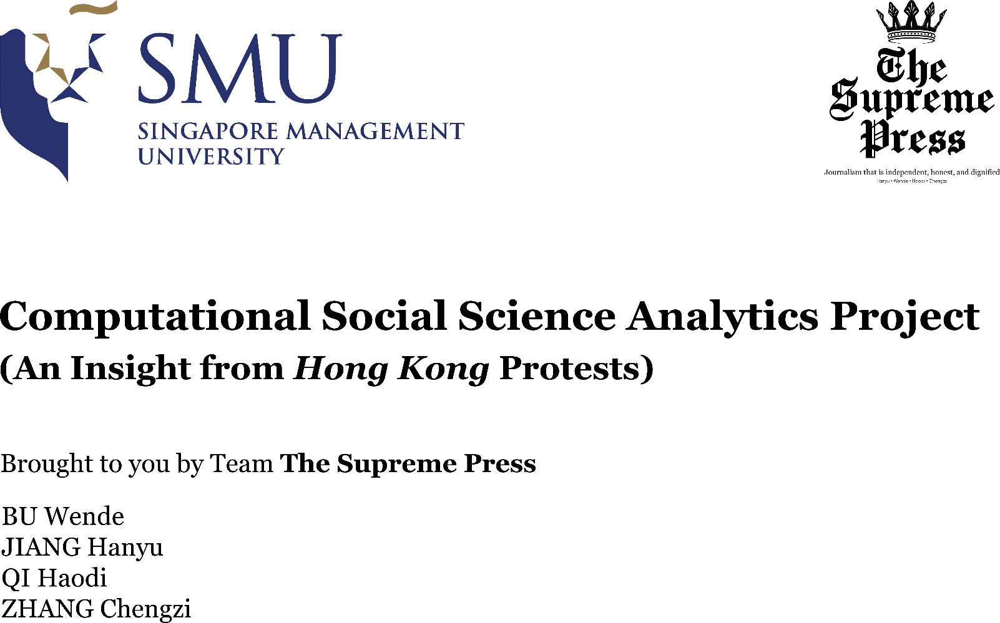 SMU
SINGAPORE MANAGEMENT
UNIVERSITY
The
Supreme
Press
Journalism that is independent, honest, and dignified
Hanyu • Wende • Haodi • Chengzi
Computational Social Science Analytics Project
(An Insight from Hong Kong Protests)
Brought to you by Team The Supreme Press
BU Wende
JIANG Hanyu
QI Haodi
ZHANG Chengzi